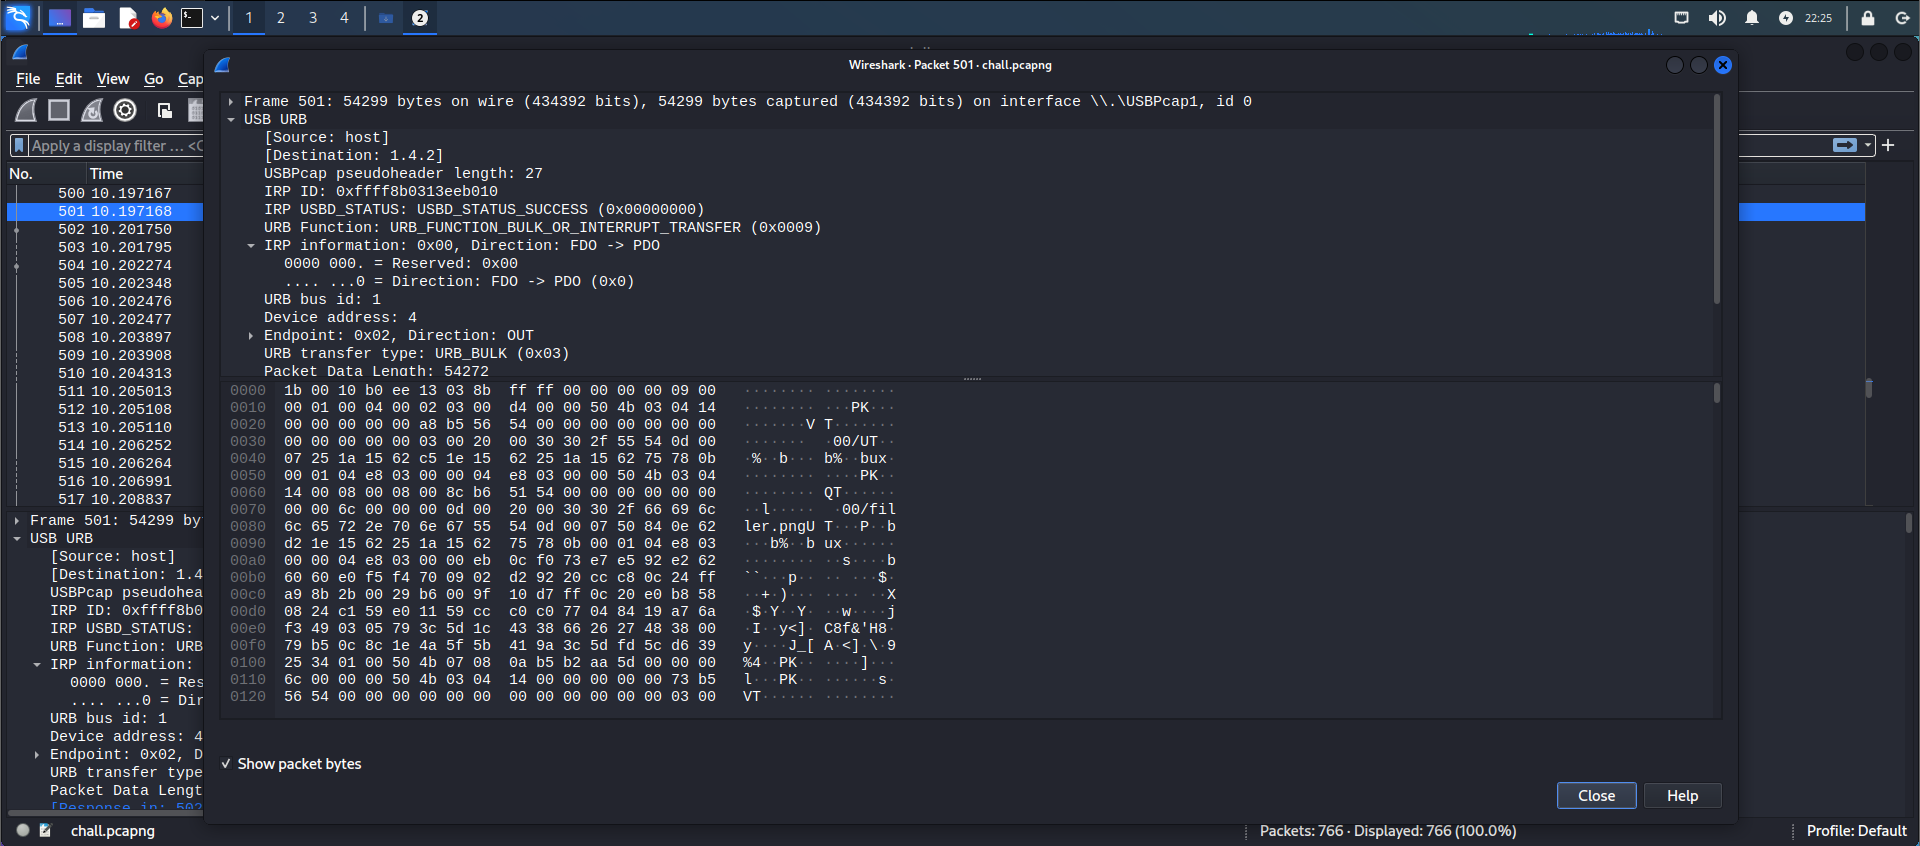 1 2 3 4 2 22:25
File Edit View Go Cap
Wireshark · Packet 501 · chall.pcapng
Apply a display filter … <C
No. Time
500 10.197167
501 10.197168
502 10.201750
503 10.201795
504 10.202274
505 10.202348
506 10.202476
507 10.202477
508 10.203897
509 10.203908
510 10.204313
511 10.205013
512 10.205108
513 10.205110
514 10.206252
515 10.206264
516 10.206991
517 10.208837
Frame 501: 54299 by
USB URB
[Source: host]
[Destination: 1.4
USBPcap pseudohea
IRP ID: 0xffff8b0
IRP USBD_STATUS:
URB Function: URB
IRP information:
0000 000. = Res
.... ...0 = Dir
URB bus id: 1
Device address: 4
Endpoint: 0x02, D
URB transfer type
Packet Data Lengt
[Response in: 502
Frame 501: 54299 bytes on wire (434392 bits), 54299 bytes captured (434392 bits) on interface \\.\USBPcap1, id 0
USB URB
[Source: host]
[Destination: 1.4.2]
USBPcap pseudoheader length: 27
IRP ID: 0xffff8b0313eeb010
IRP USBD_STATUS: USBD_STATUS_SUCCESS (0x00000000)
URB Function: URB_FUNCTION_BULK_OR_INTERRUPT_TRANSFER (0x0009)
IRP information: 0x00, Direction: FDO -> PDO
0000 000. = Reserved: 0x00
.... ...0 = Direction: FDO -> PDO (0x0)
URB bus id: 1
Device address: 4
Endpoint: 0x02, Direction: OUT
URB transfer type: URB_BULK (0x03)
Packet Data Length: 54272
0000 1b 00 10 b0 ee 13 03 8b ff ff 00 00 00 00 09 00 ········ ········
0010 00 01 00 04 00 02 03 00 d4 00 00 50 4b 03 04 14 ········ ···PK···
0020 00 00 00 00 00 a8 b5 56 54 00 00 00 00 00 00 00 ·······V T·······
0030 00 00 00 00 00 03 00 20 00 30 30 2f 55 54 0d 00 ·······  ·00/UT··
0040 07 25 1a 15 62 c5 1e 15 62 25 1a 15 62 75 78 0b ·%··b··· b%··bux·
0050 00 01 04 e8 03 00 00 04 e8 03 00 00 50 4b 03 04 ········ ····PK··
0060 14 00 08 00 08 00 8c b6 51 54 00 00 00 00 00 00 ········ QT······
0070 00 00 6c 00 00 00 0d 00 20 00 30 30 2f 66 69 6c ··l·····  ·00/fil
0080 6c 65 72 2e 70 6e 67 55 54 0d 00 07 50 84 0e 62 ler.pngU T···P··b
0090 d2 1e 15 62 25 1a 15 62 75 78 0b 00 01 04 e8 03 ···b%··b ux······
00a0 00 00 04 e8 03 00 00 eb 0c f0 73 e7 e5 92 e2 62 ········ ··s····b
00b0 60 60 e0 f5 f4 70 09 02 d2 92 20 cc c8 0c 24 ff ``···p·· ·· ···$·
00c0 a9 8b 2b 00 29 b6 00 9f 10 d7 ff 0c 20 e0 b8 58 ··+·)··· ···· ··X
00d0 08 24 c1 59 e0 11 59 cc c0 c0 77 04 84 19 a7 6a ·$·Y··Y· ··w····j
00e0 f3 49 03 05 79 3c 5d 1c 43 38 66 26 27 48 38 00 ·I··y<]· C8f&'H8·
00f0 79 b5 0c 8c 1e 4a 5f 5b 41 9a 3c 5d fd 5c d6 39 y····J_[ A·<]·\·9
0100 25 34 01 00 50 4b 07 08 0a b5 b2 aa 5d 00 00 00 %4··PK·· ····]···
0110 6c 00 00 00 50 4b 03 04 14 00 00 00 00 00 73 b5 l···PK·· ······s·
0120 56 54 00 00 00 00 00 00 00 00 00 00 00 00 03 00 VT······ ········
Show packet bytes
Close Help
chall.pcapng Packets: 766 · Displayed: 766 (100.0%) Profile: Default